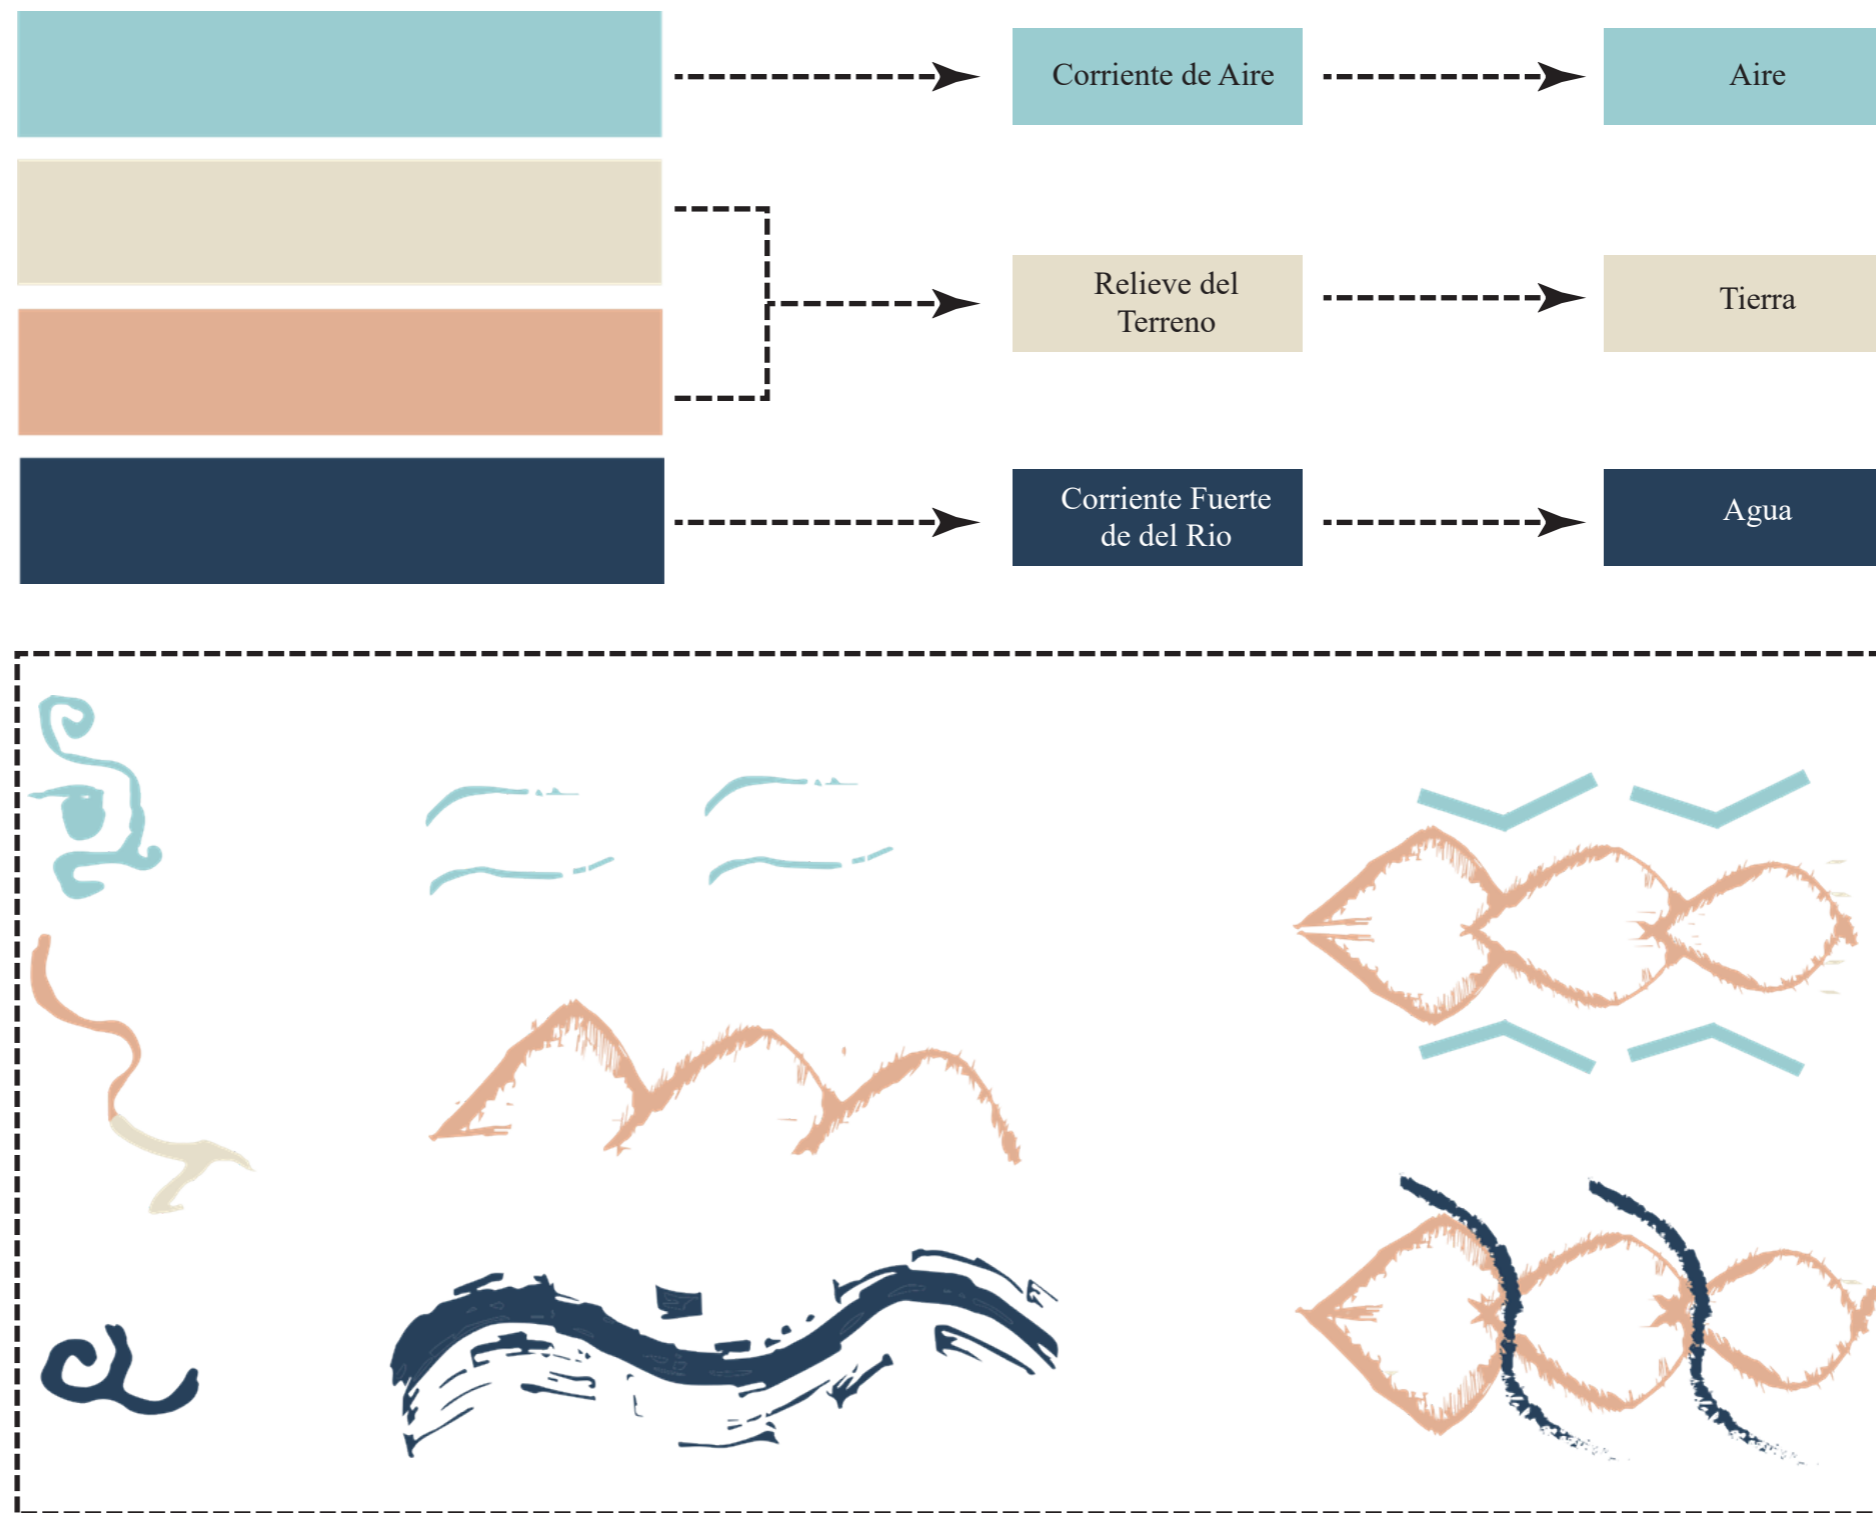 Corriente de Aire
Aire
Relieve del
Terreno
Tierra
Corriente Fuerte
de del Rio
Agua